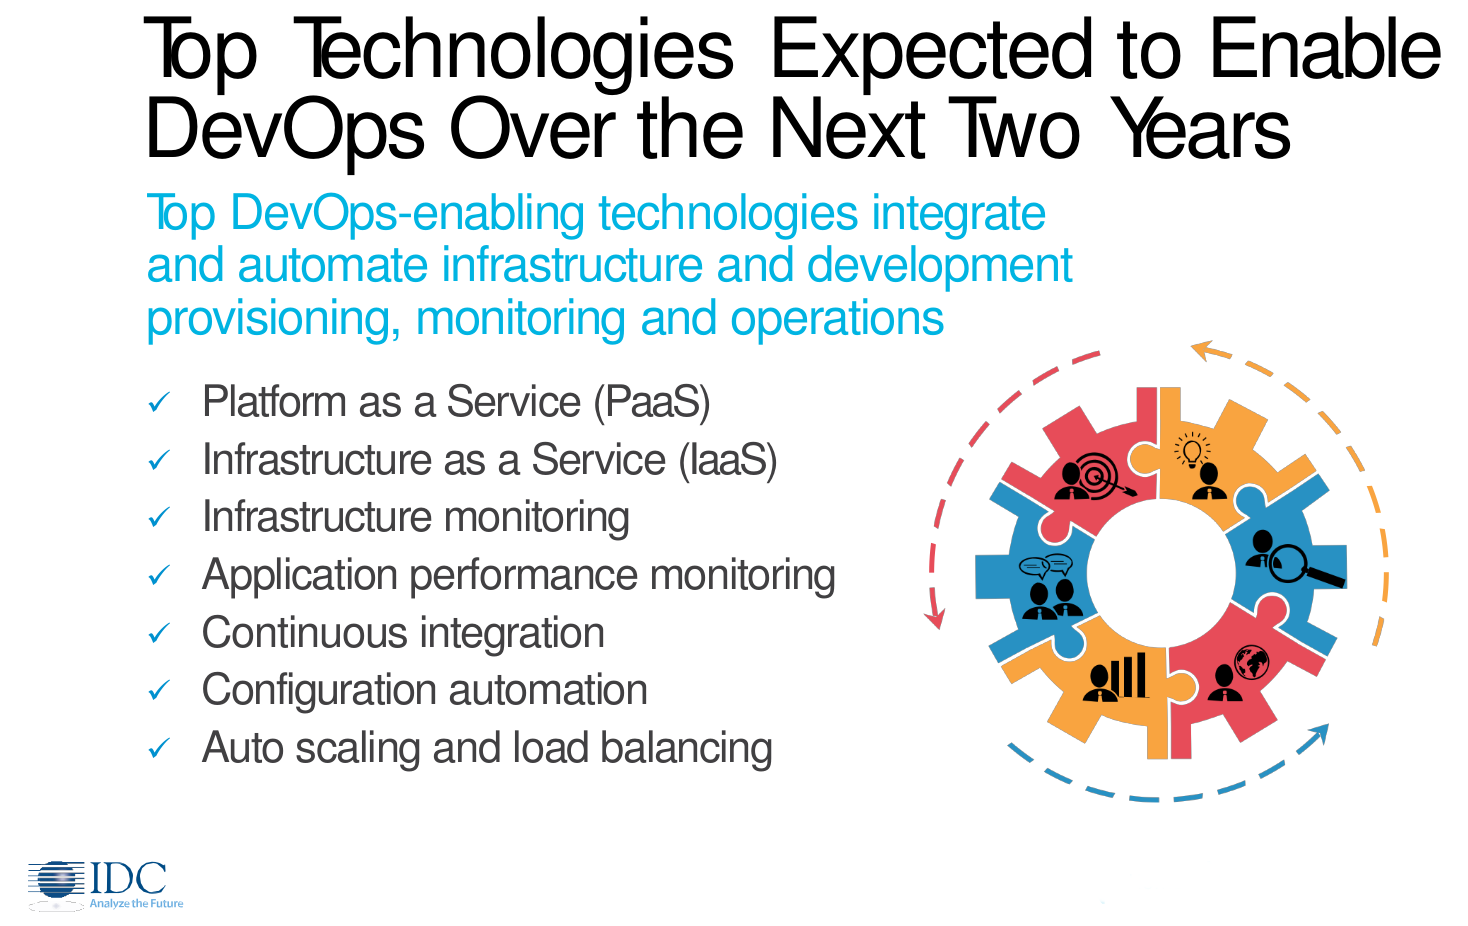 Top Technologies Expected to Enable
DevOps Over the Next Two Years
Top DevOps-enabling technologies integrate
and automate infrastructure and development
provisioning, monitoring and operations
✓ Platform as a Service (PaaS)
✓ Infrastructure as a Service (IaaS)
✓ Infrastructure monitoring
✓ Application performance monitoring
✓ Continuous integration
✓ Configuration automation
✓ Auto scaling and load balancing
IDC
Analyze the Future